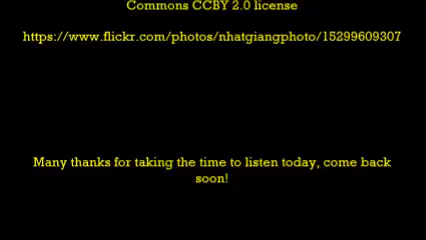 Commons CCBY 2.0 license
https://www.flickr.com/photos/nhatgiangphoto/15299609307
Many thanks for taking the time to listen today, come back
soon!